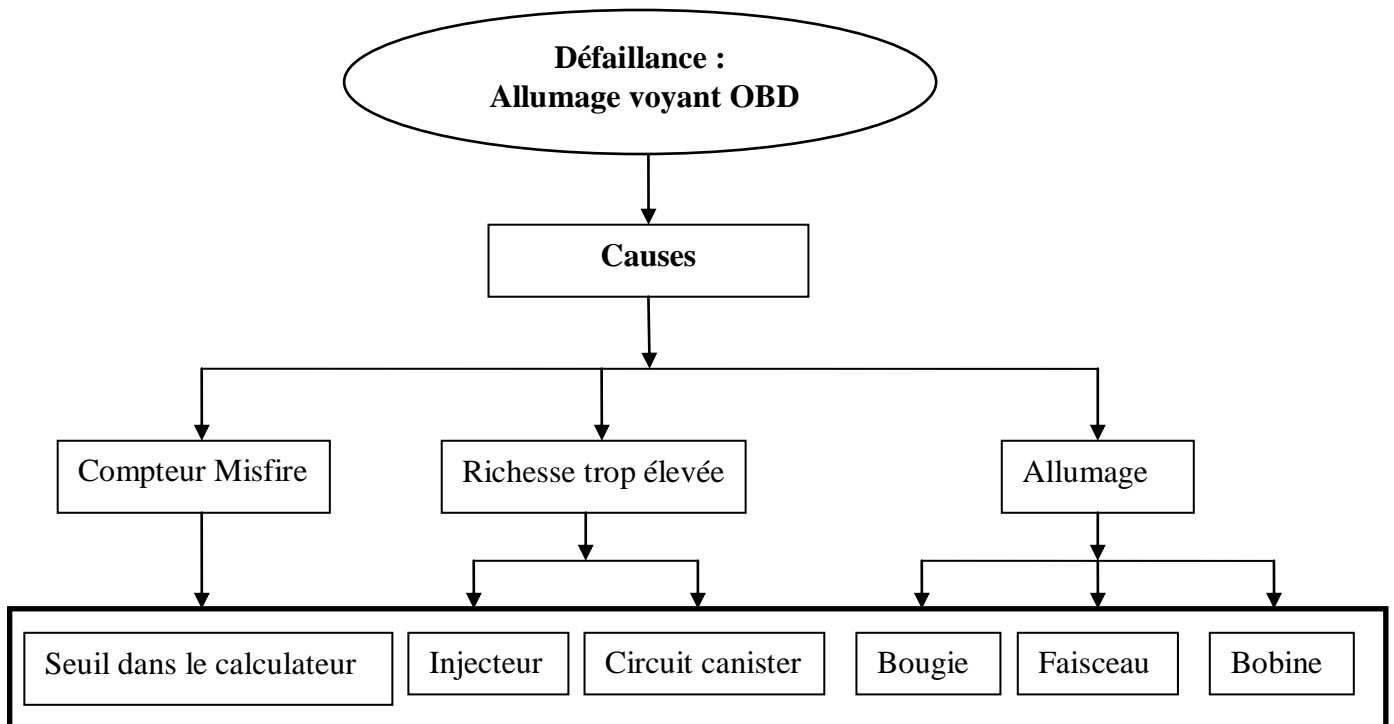 Défaillance :
Allumage voyant OBD
Causes
Compteur Misfire
Richesse trop élevée
Allumage
Seuil dans le calculateur
Injecteur
Circuit canister
Bougie
Faisceau
Bobine